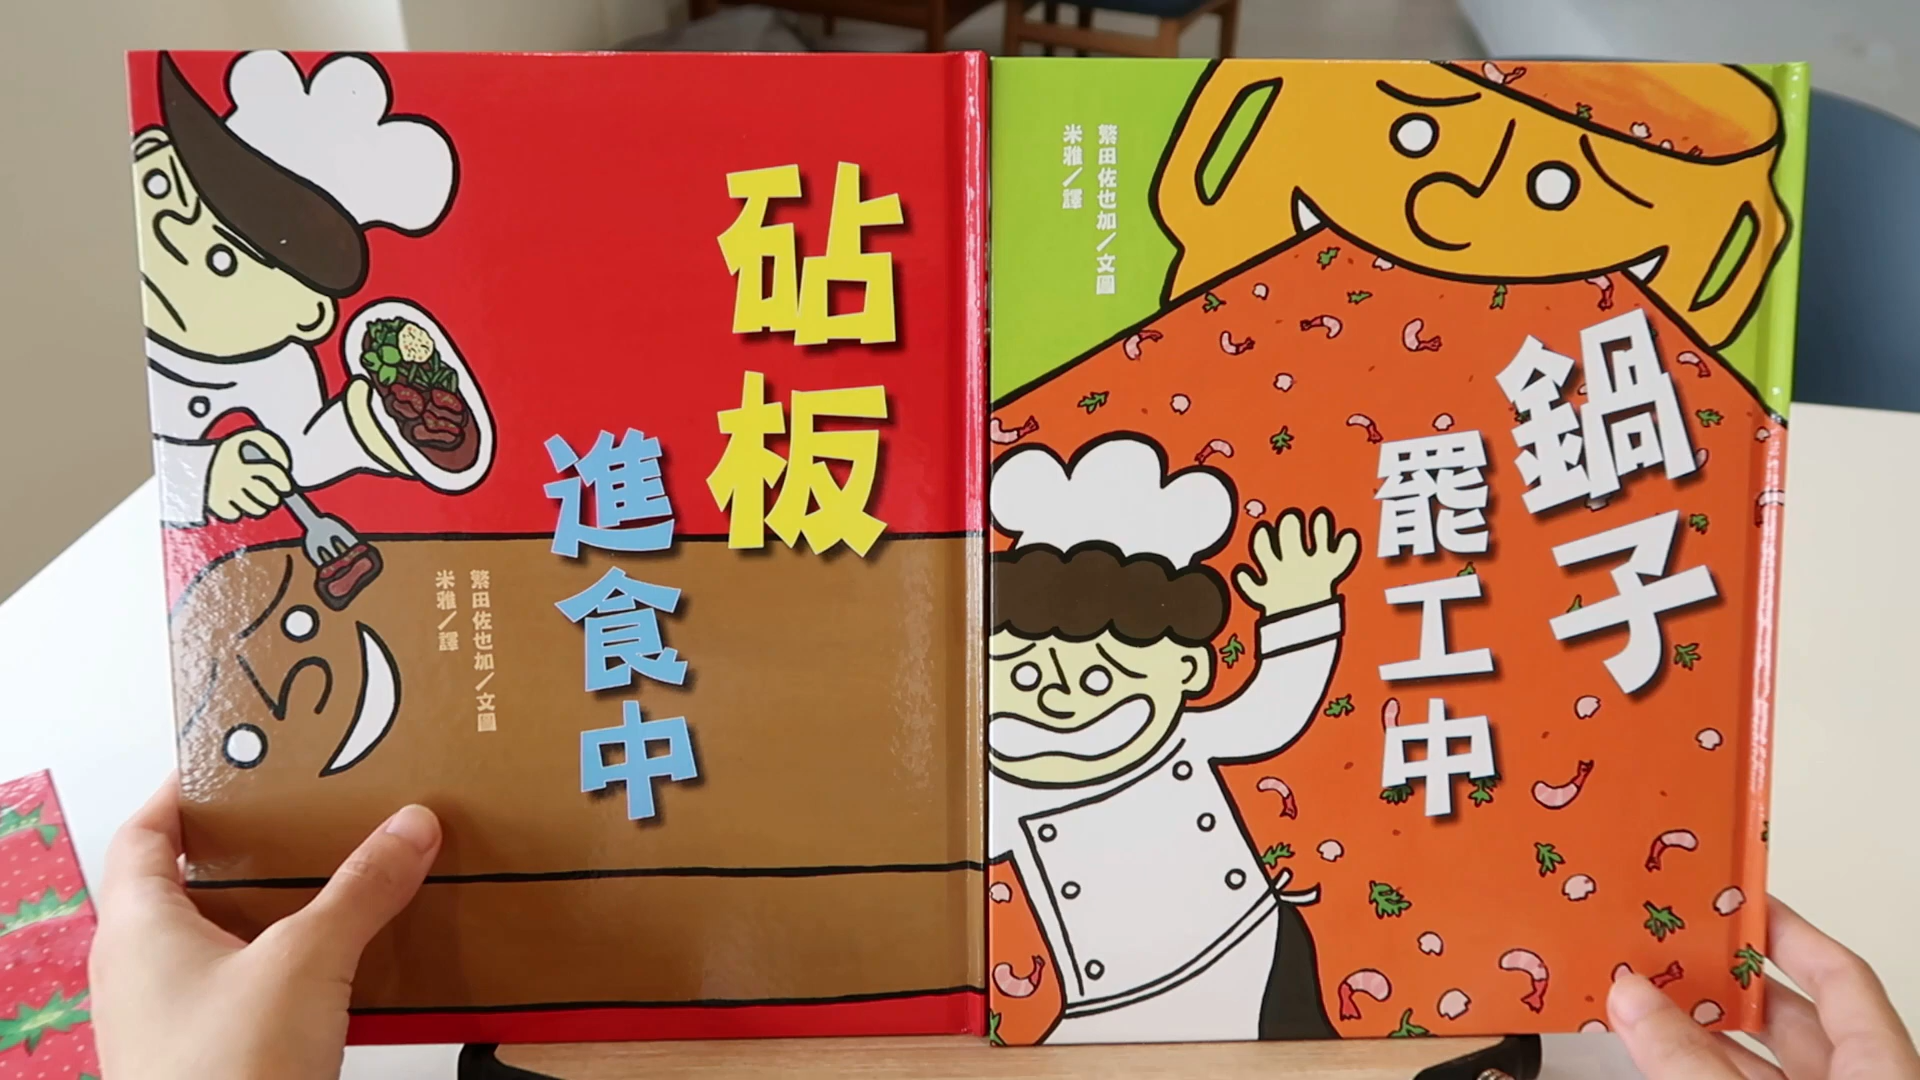 砧板
進食中
繁田佐也加／文圖
米雅／譯
鍋子
罷工中
繁田佐也加／文圖
米雅／譯